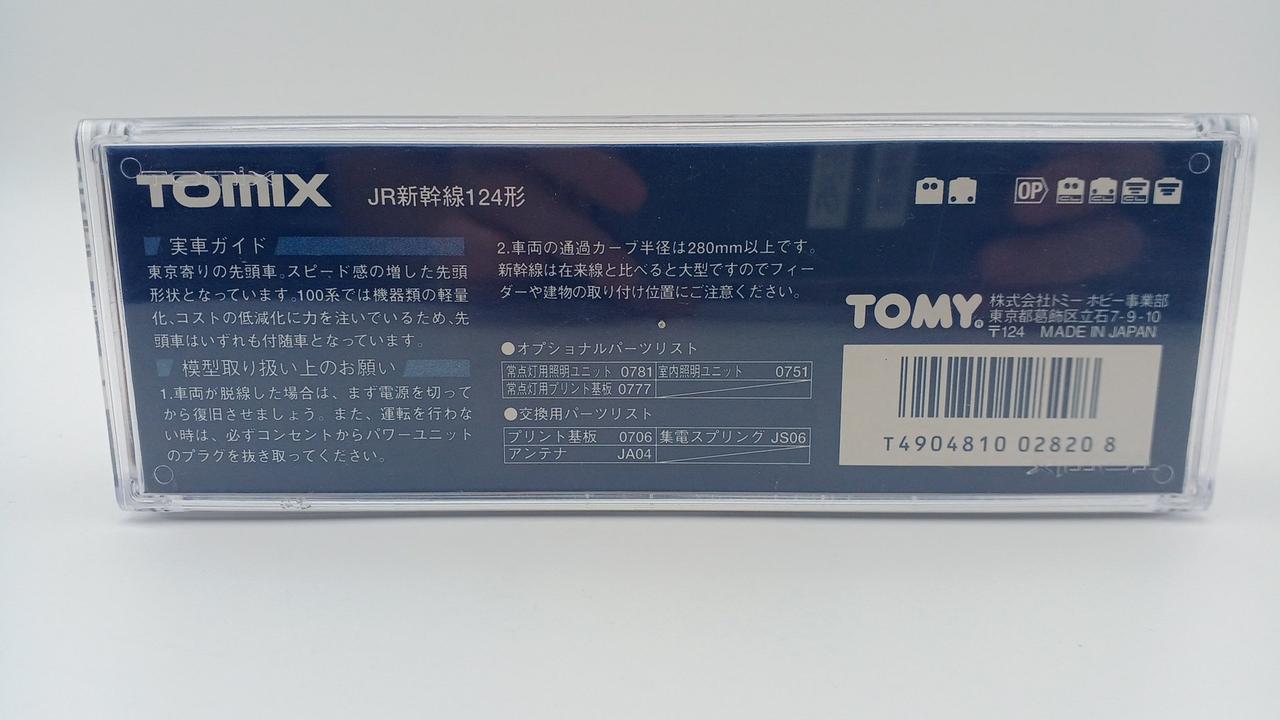 TOMIX JR新幹線124形
実車ガイド
東京寄りの先頭車。スピード感の増した先頭
形状となっています。100系では機器類の軽量
化、コストの低減化に力を注いでいるため、先
頭車はいずれも付随車となっています。
模型取り扱い上のお願い
1.車両が脱線した場合は、まず電源を切って
から復旧させましょう。また、運転を行わな
い時は、必ずコンセントからパワーユニット
のプラグを抜き取ってください。
2.車両の通過カーブ半径は280mm以上です。
新幹線は在来線と比べると大型ですのでフィー
ダーや建物の取り付け位置にご注意ください。
●オプショナルパーツリスト
常点灯用照明ユニット 0781 室内照明ユニット 0751
常点灯用プリント基板 0777
●交換用パーツリスト
プリント基板 0706 集電スプリング JS06
アンテナ JA04
OP
TOMY® 株式会社トミー ホビー事業部
東京都葛飾区立石7-9-10
〒124 MADE IN JAPAN
T4904810 02820 8